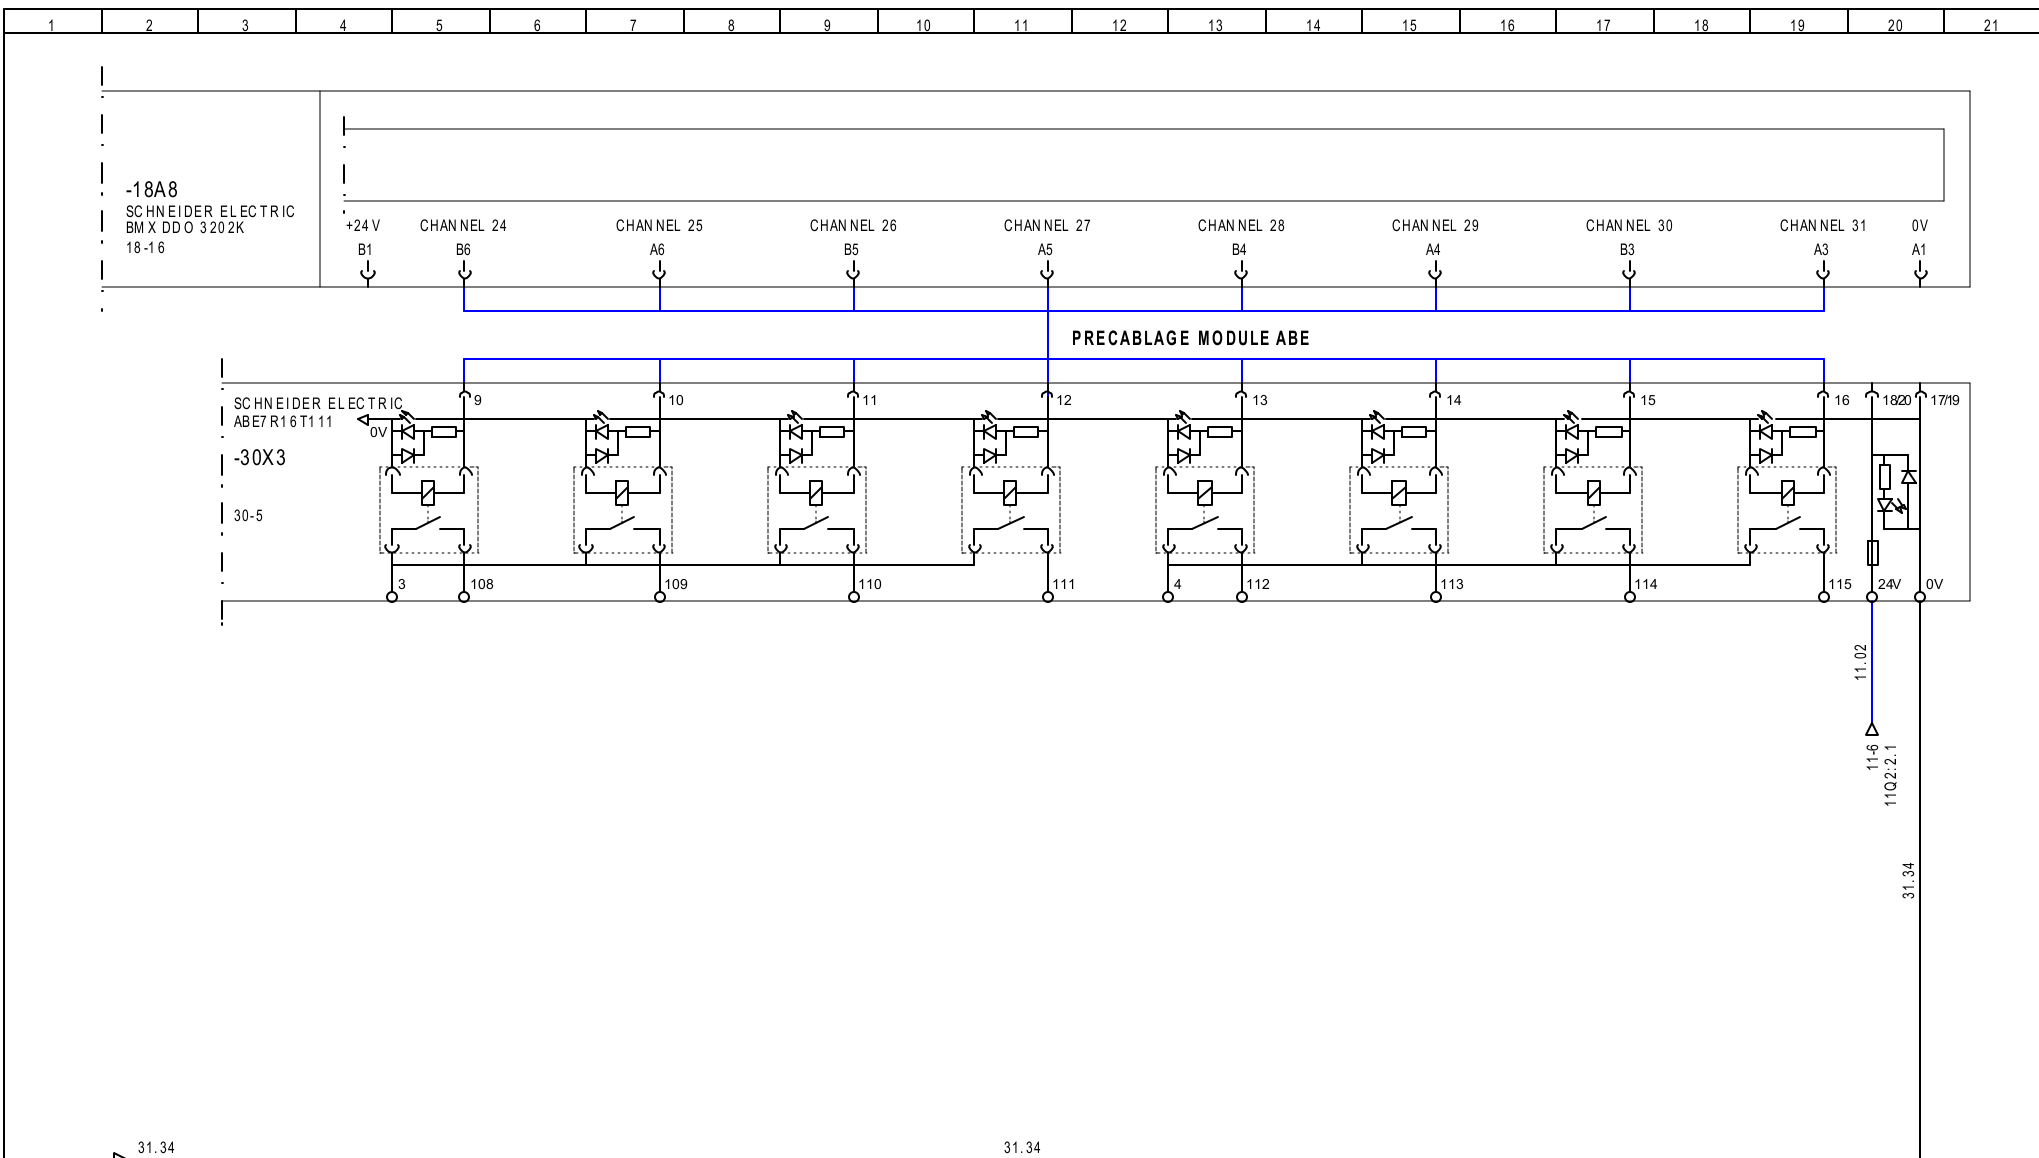 1 2 3 4 5 6 7 8 9 10 11 12 13 14 15 16 17 18 19 20 21
-18A8
SCHNEIDER ELECTRIC
BMX DDO 3202K
18-16
+24V CHANNEL 24 CHANNEL 25 CHANNEL 26 CHANNEL 27 CHANNEL 28 CHANNEL 29 CHANNEL 30 CHANNEL 31 0V
B1 B6 A6 B5 A5 B4 A4 B3 A3 A1
PRECABLAGE MODULE ABE
SCHNEIDER ELECTRIC
ABE7R16T111
-30X3
30-5
9 10 11 12 13 14 15 16 18/20 17/19
0V
3 108 109 110 111 4 112 113 114 115 24V 0V
11.02
11-6
11Q2:2.1
31.34
31.34 31.34